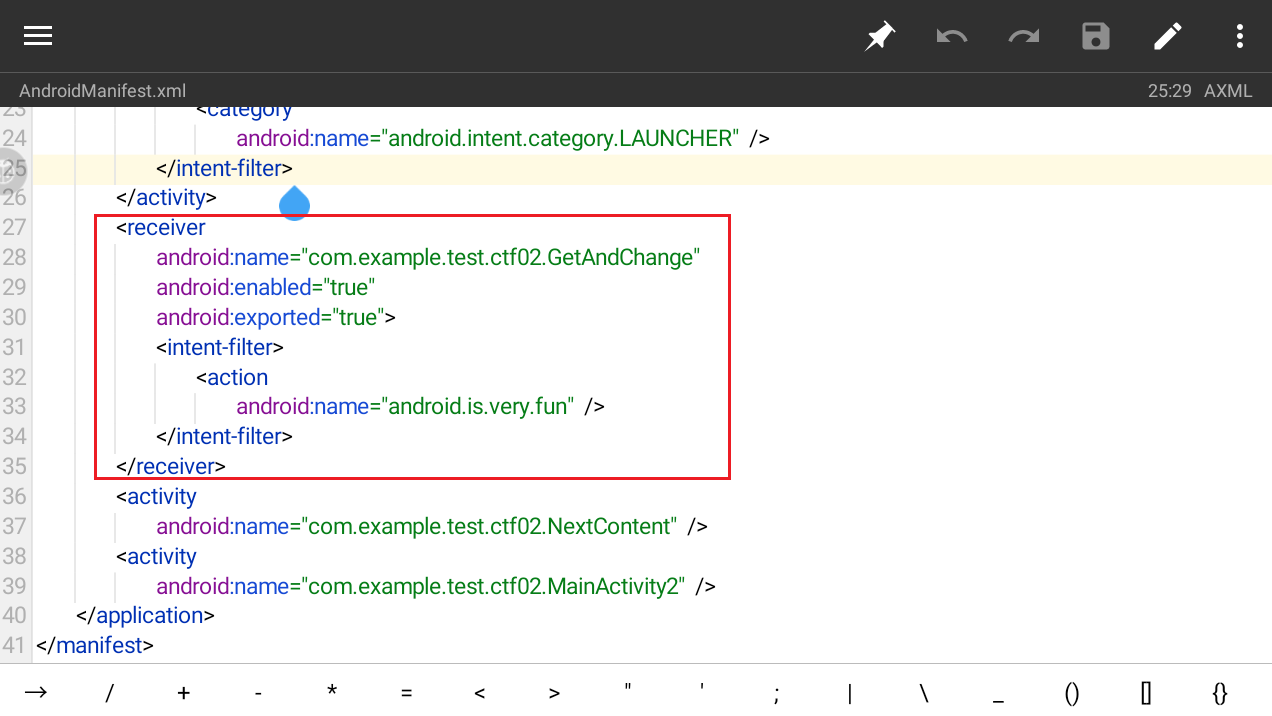 AndroidManifest.xml 25:29 AXML
23 <category
24 android:name="android.intent.category.LAUNCHER" />
25 </intent-filter>
26 </activity>
27 <receiver
28 android:name="com.example.test.ctf02.GetAndChange"
29 android:enabled="true"
30 android:exported="true">
31 <intent-filter>
32 <action
33 android:name="android.is.very.fun" />
34 </intent-filter>
35 </receiver>
36 <activity
37 android:name="com.example.test.ctf02.NextContent" />
38 <activity
39 android:name="com.example.test.ctf02.MainActivity2" />
40 </application>
41 </manifest>
→ / + - * = < > " ' ; | \ _ () [] {}